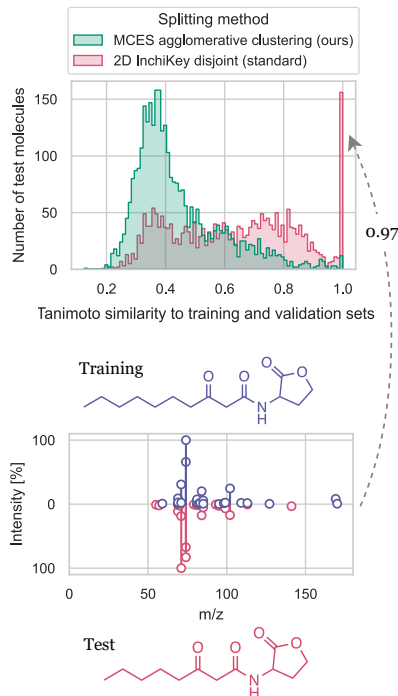 Splitting method
MCES agglomerative clustering (ours)
2D InchiKey disjoint (standard)
Number of test molecules
150
100
50
0
0.2
0.4
0.6
0.8
1.0
Tanimoto similarity to training and validation sets
0.97
Training
O
O
O
O
N
H
Intensity [%]
100
0
100
0
50
100
150
m/z
Test
O
O
O
O
N
H